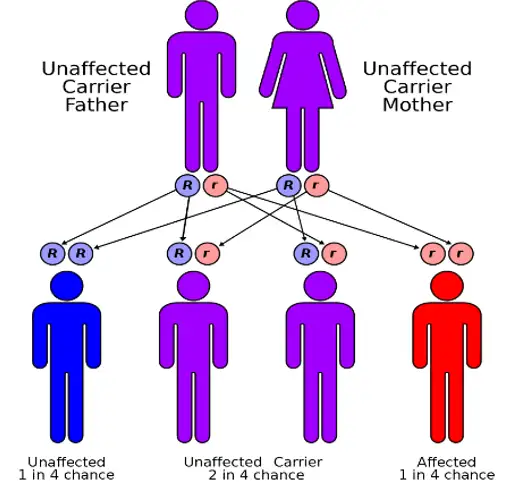 Unaffected
Carrier
Father
Unaffected
Carrier
Mother
R r R r
R R R r R r r r
Unaffected
1 in 4 chance
Unaffected Carrier
2 in 4 chance
Affected
1 in 4 chance